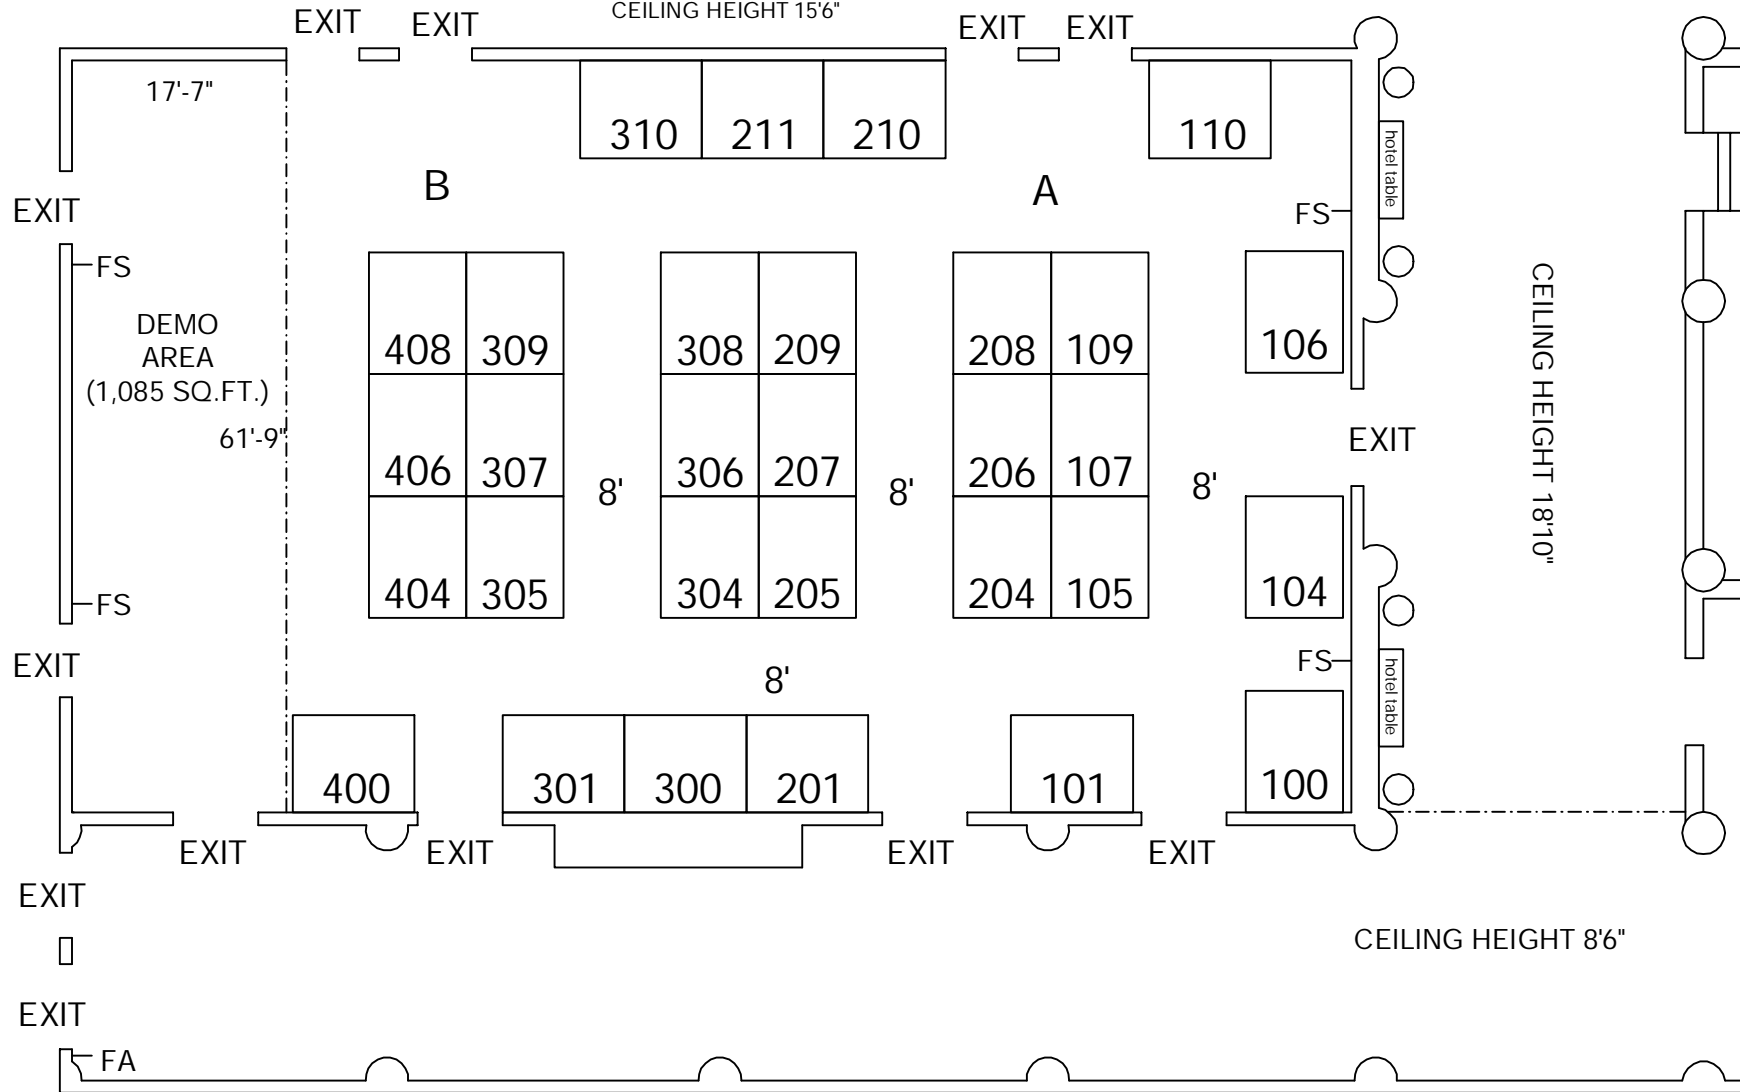 CEILING HEIGHT 15'6"
EXIT
EXIT
EXIT
EXIT
17'-7"
310
211
210
110
hotel table
B
A
EXIT
FS
FS
DEMO
AREA
(1,085 SQ.FT.)
61'-9"
408
309
308
209
208
109
106
CEILING HEIGHT 18'10"
EXIT
406
307
8'
306
207
8'
206
107
8'
404
305
304
205
204
105
104
FS
EXIT
8'
FS
hotel table
400
301
300
201
101
100
EXIT
EXIT
EXIT
EXIT
EXIT
CEILING HEIGHT 8'6"
EXIT
FA